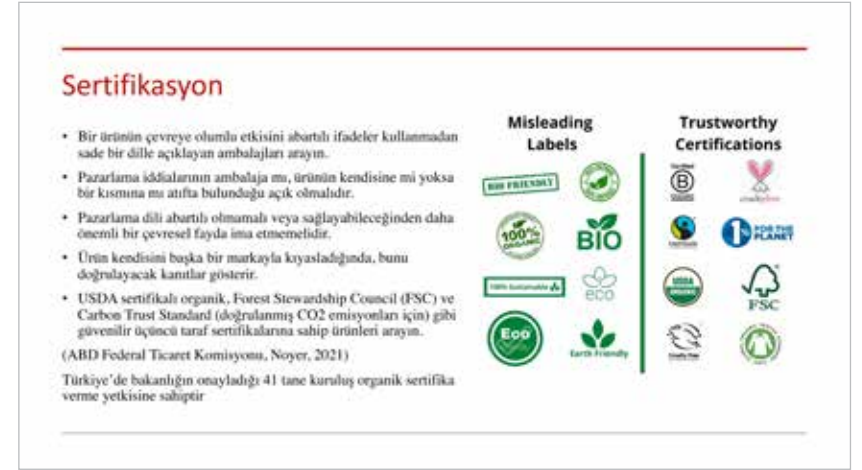 Sertifikasyon
• Bir ürünün çevreye olumlu etkisini abartılı ifadeler kullanmadan
sade bir dille açıklayan ambalajları arayın.
• Pazarlama iddialarının ambalaja mı, ürünün kendisine mi yoksa
bir kısmına mı atıfta bulunduğu açık olmalıdır.
• Pazarlama dili abartılı olmamalı veya sağlayabileceğinden daha
önemli bir çevresel fayda ima etmemelidir.
• Ürün kendisini başka bir markayla kıyasladığında, bunu
doğrulayacak kanıtlar gösterir.
• USDA sertifikalı organik, Forest Stewardship Council (FSC) ve
Carbon Trust Standard (doğrulanmış CO2 emisyonları için) gibi
güvenilir üçüncü taraf sertifikalarına sahip ürünleri arayın.
(ABD Federal Ticaret Komisyonu, Noyer, 2021)
Türkiye'de bakanlığın onayladığı 41 tane kuruluş organik sertifika
verme yetkisine sahiptir
Misleading
Labels
BIO FRIENDLY
100%
ORGANIC
BIO
100% Sustainable
eco
Eco
Earth Friendly
Trustworthy
Certifications
Certified
B
crueltyfree
FAIRTRADE
1% FOR THE
PLANET
USDA
ORGANIC
FSC
Cruelty Free